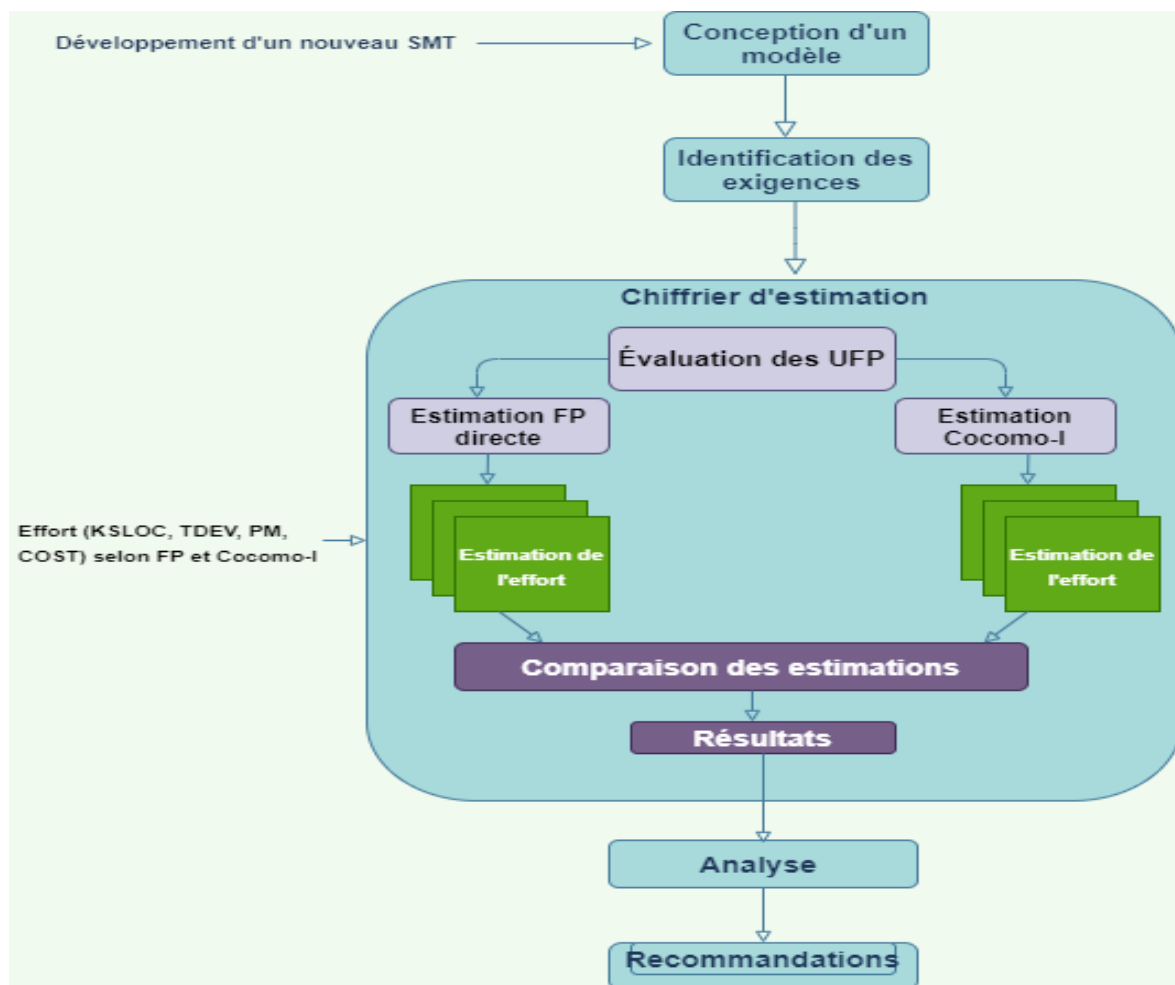 Développement d'un nouveau SMT
Conception d'un
modèle
Identification des
exigences
Chiffrier d'estimation
Évaluation des UFP
Estimation FP
directe
Estimation
Cocomo-I
Effort (KSLOC, TDEV, PM,
COST) selon FP et Cocomo-I
Estimation de
l'effort
Estimation de
l'effort
Comparaison des estimations
Résultats
Analyse
Recommandations